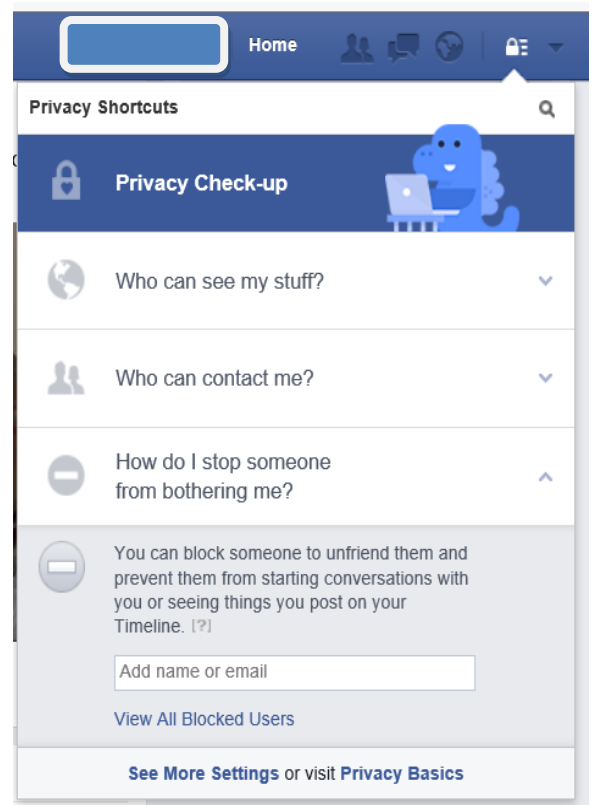 Home
Privacy Shortcuts
Privacy Check-up
Who can see my stuff?
Who can contact me?
How do I stop someone
from bothering me?
You can block someone to unfriend them and
prevent them from starting conversations with
you or seeing things you post on your
Timeline. [?]
Add name or email
View All Blocked Users
See More Settings or visit Privacy Basics